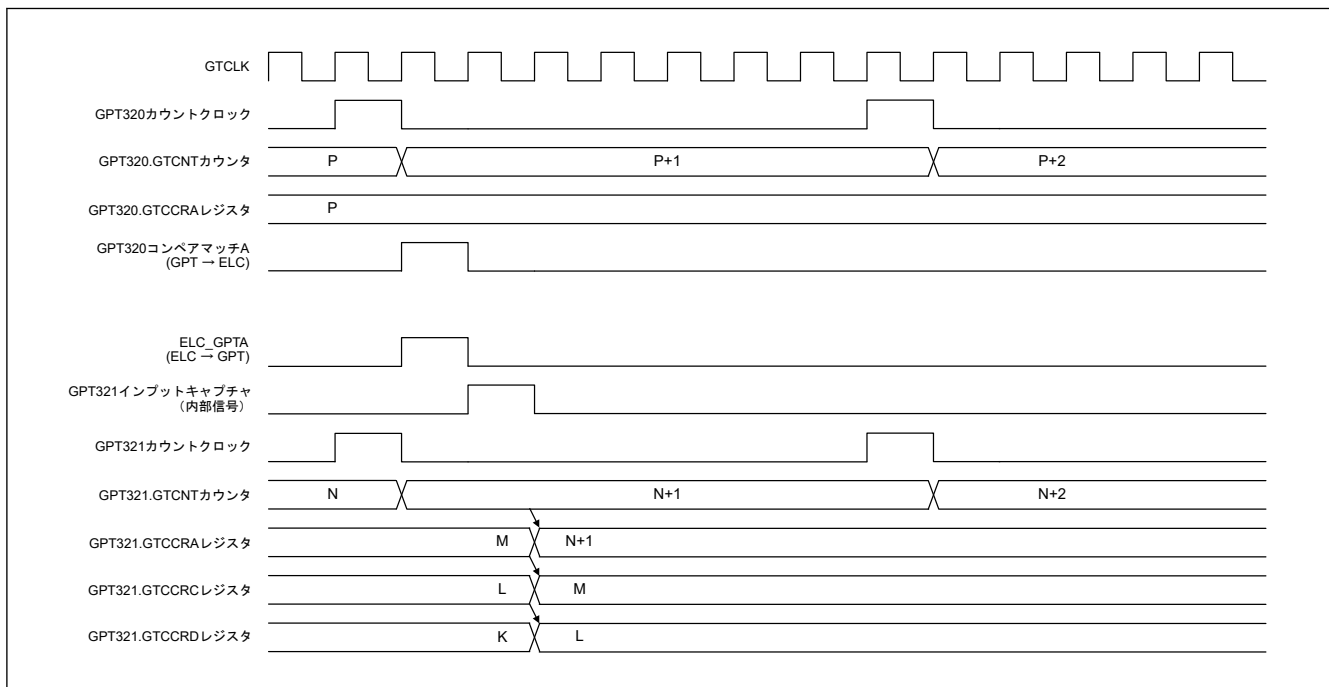 GTCLK
GPT320カウントクロック
GPT320.GTCNTカウンタ
P
P+1
P+2
GPT320.GTCCRAレジスタ
P
GPT320コンペアマッチA
(GPT → ELC)
ELC_GPTA
(ELC → GPT)
GPT321インプットキャプチャ
（内部信号）
GPT321カウントクロック
GPT321.GTCNTカウンタ
N
N+1
N+2
GPT321.GTCCRAレジスタ
M
N+1
GPT321.GTCCRCレジスタ
L
M
GPT321.GTCCRDレジスタ
K
L